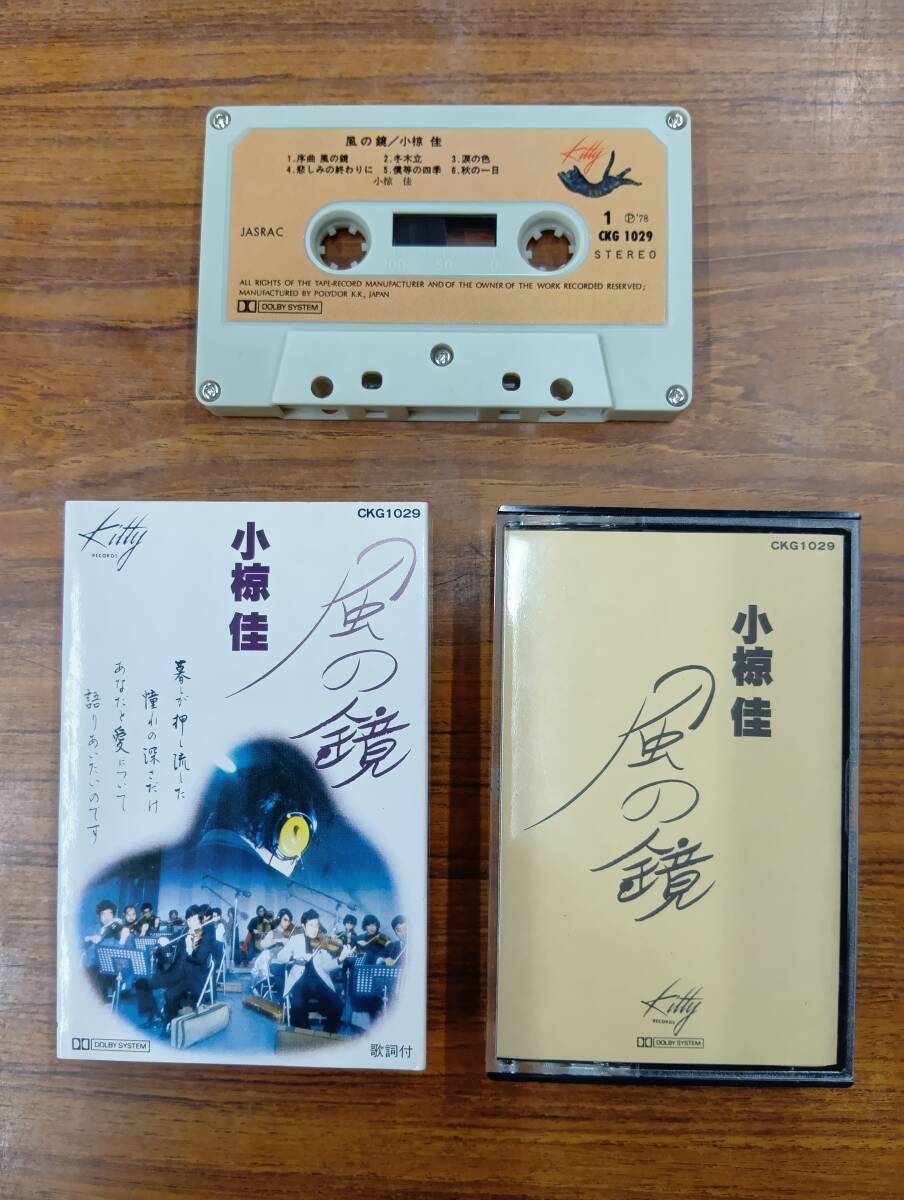 風の鏡／小椋 佳
1.序曲 風の鏡 2.冬木立 3.涙の色
4.悲しみの終わりに 5.僕等の四季 6.秋の一日
小椋 佳
Kitty
JASRAC
1 Ⓟ'78
CKG 1029
STEREO
100 50 0
ALL RIGHTS OF THE TAPE-RECORD MANUFACTURER AND OF THE OWNER OF THE WORK RECORDED RESERVED;
MANUFACTURED BY POLYDOR K.K., JAPAN
DOLBY SYSTEM
Kitty
RECORDS
CKG1029
小椋佳
風の鏡
暮しが押し流した
憧れの深さだけ
あなたと愛について
語りあいたいのです
DOLBY SYSTEM
歌詞付
CKG1029
小椋佳
風の鏡
Kitty
RECORDS
DOLBY SYSTEM